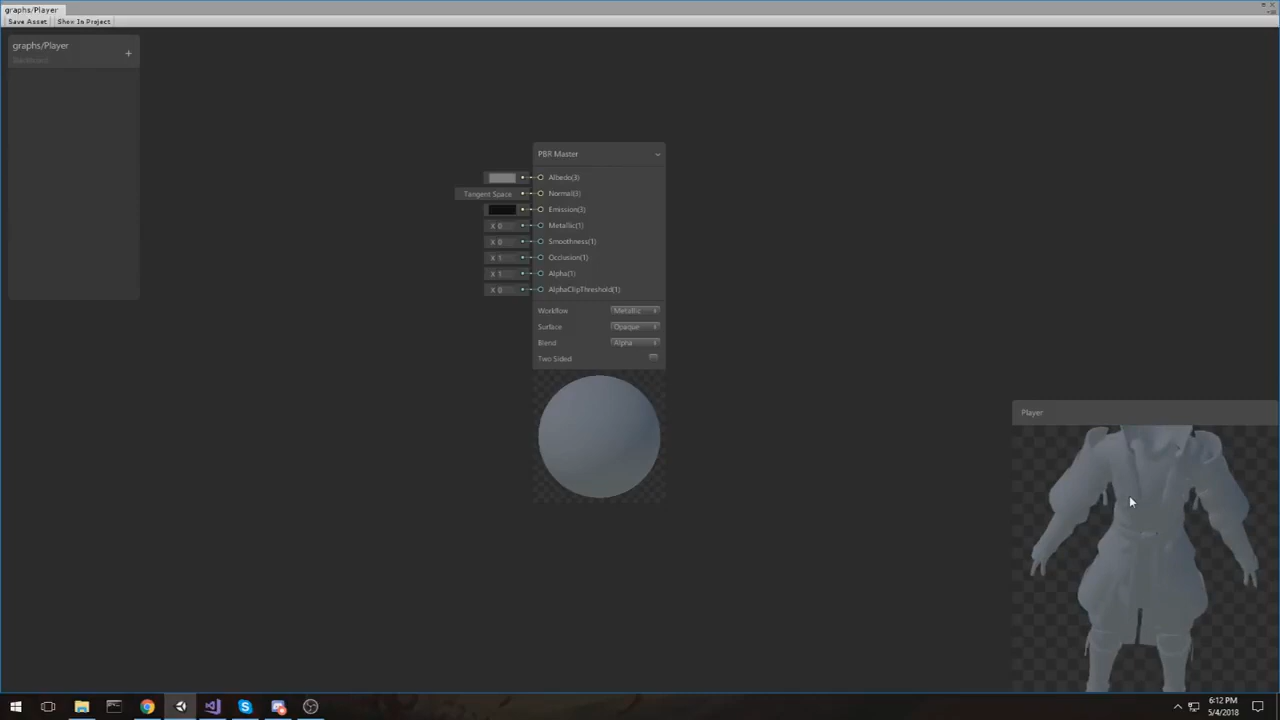 graphs/Player
Save Asset
Show In Project
graphs/Player
Blackboard
+
PBR Master
Albedo(3)
Tangent Space
Normal(3)
Emission(3)
X 0
Metallic(1)
X 0
Smoothness(1)
X 1
Occlusion(1)
X 1
Alpha(1)
X 0
AlphaClipThreshold(1)
Workflow
Metallic
Surface
Opaque
Blend
Alpha
Two Sided
Player
6:12 PM
5/4/2018